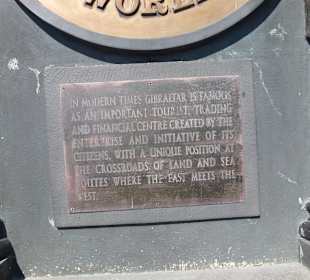 WORLD
IN MODERN TIMES GIBRALTAR IS FAMOUS
AS AN IMPORTANT TOURIST, TRADING
AND FINANCIAL CENTRE CREATED BY THE
ENTERPRISE AND INITIATIVE OF ITS
CITIZENS, WITH A UNIQUE POSITION AT
THE CROSSROADS OF LAND AND SEA
ROUTES WHERE THE EAST MEETS THE
WEST.